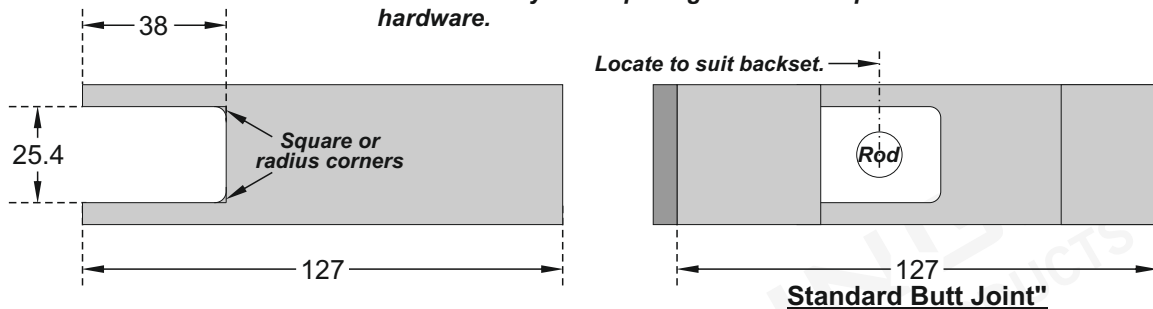 hardware.
38
Locate to suit backset.
25.4
Square or
radius corners
Rod
127
127
Standard Butt Joint"